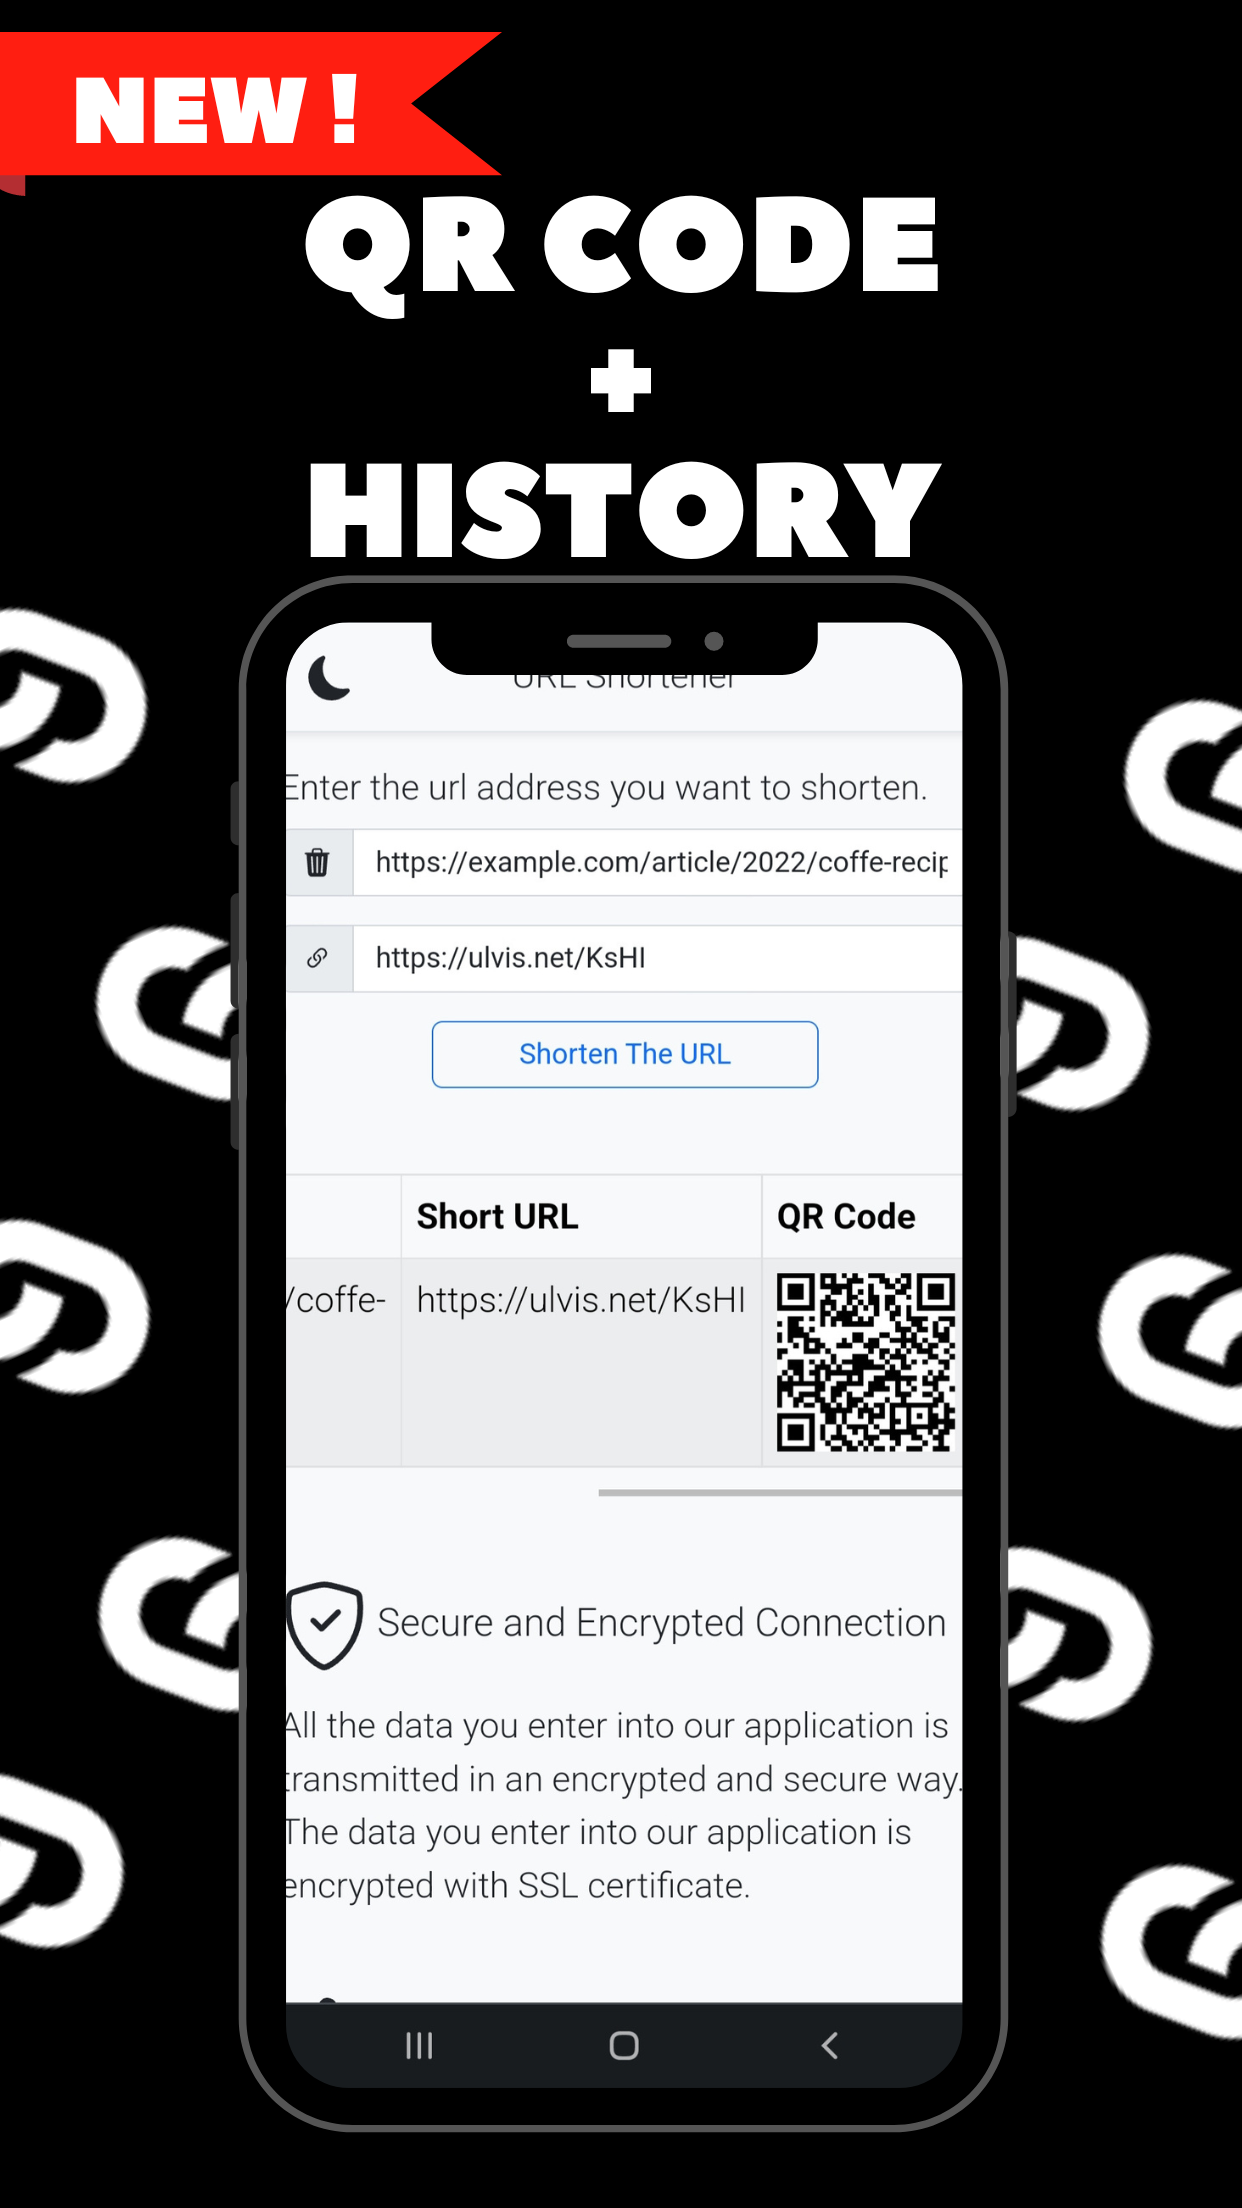 NEW !
QR CODE
+
HISTORY
URL Shortener
Enter the url address you want to shorten.
https://example.com/article/2022/coffe-recip
https://ulvis.net/KsHI
Shorten The URL
Short URL
QR Code
/coffe-
https://ulvis.net/KsHI
Secure and Encrypted Connection
All the data you enter into our application is
transmitted in an encrypted and secure way.
The data you enter into our application is
encrypted with SSL certificate.